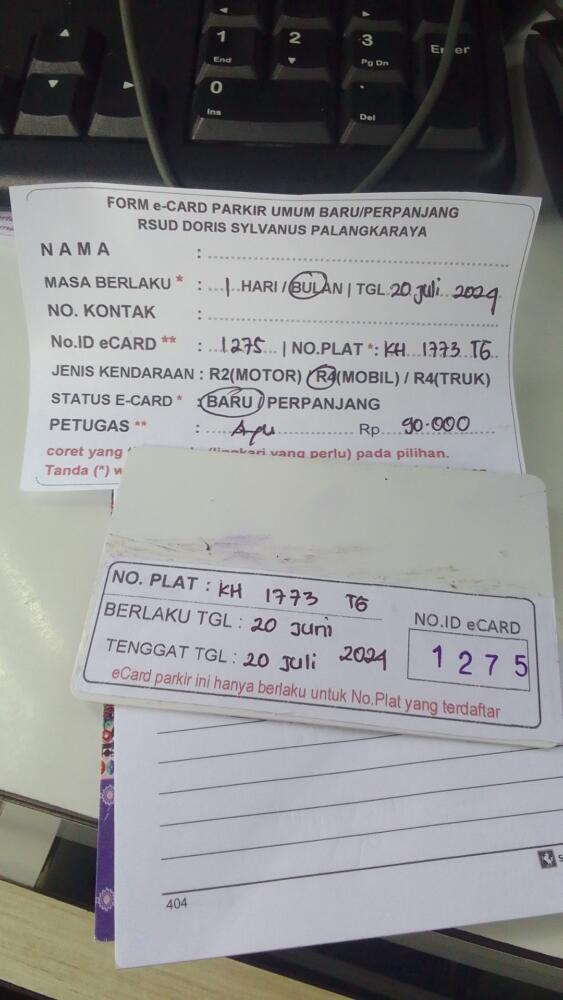 1
End
2
3
Pg Dn
Enter
0
Ins
.
Del
FORM e-CARD PARKIR UMUM BARU/PERPANJANG
RSUD DORIS SYLVANUS PALANGKARAYA
NAMA :
MASA BERLAKU * : 1 HARI / BULAN | TGL 20 Juli 2024
NO. KONTAK :
No.ID eCARD ** : 1275 | NO.PLAT *: KH 1773 TG
JENIS KENDARAAN : R2(MOTOR) R4(MOBIL) / R4(TRUK)
STATUS E-CARD * : BARU / PERPANJANG
PETUGAS ** : Ayu Rp 90.000
coret yang (lingkari yang perlu) pada pilihan.
Tanda (*) w
NO. PLAT : KH 1773 TG
BERLAKU TGL : 20 Juni
TENGGAT TGL : 20 Juli 2024
NO.ID eCARD
1275
eCard parkir ini hanya berlaku untuk No.Plat yang terdaftar
404